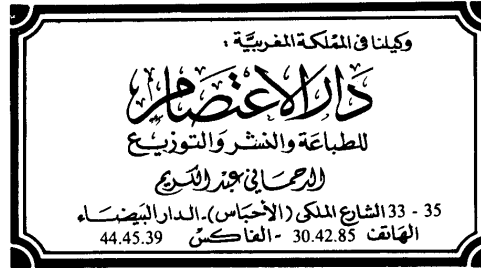 وكيلنا في المملكة المغربية :
دار الاعتصام
للطباعة والنشر والتوزيع
الدحماني عبد الكريم
33 - 35 الشارع الملكي (الأحباس) . الدار البيضاء
الهاتف 30.42.85 - الفاكس 44.45.39